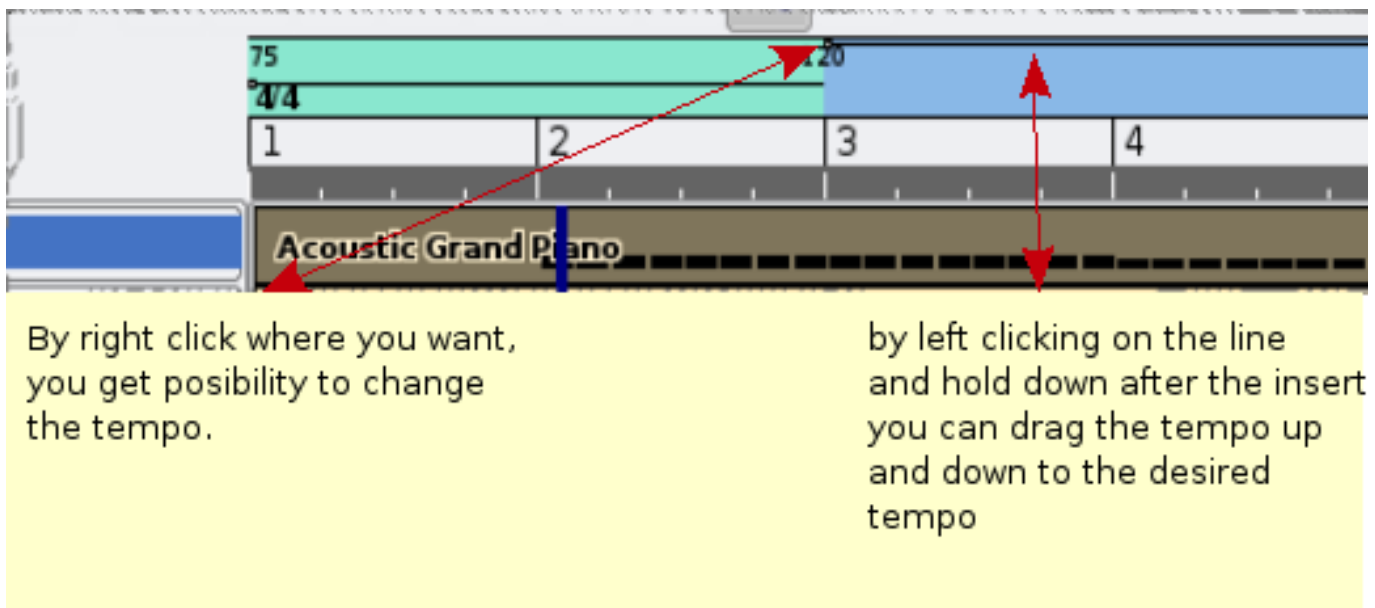 75 120
4/4
1 2 3 4
Acoustic Grand Piano
By right click where you want,
you get posibility to change
the tempo.
by left clicking on the line
and hold down after the insert
you can drag the tempo up
and down to the desired
tempo